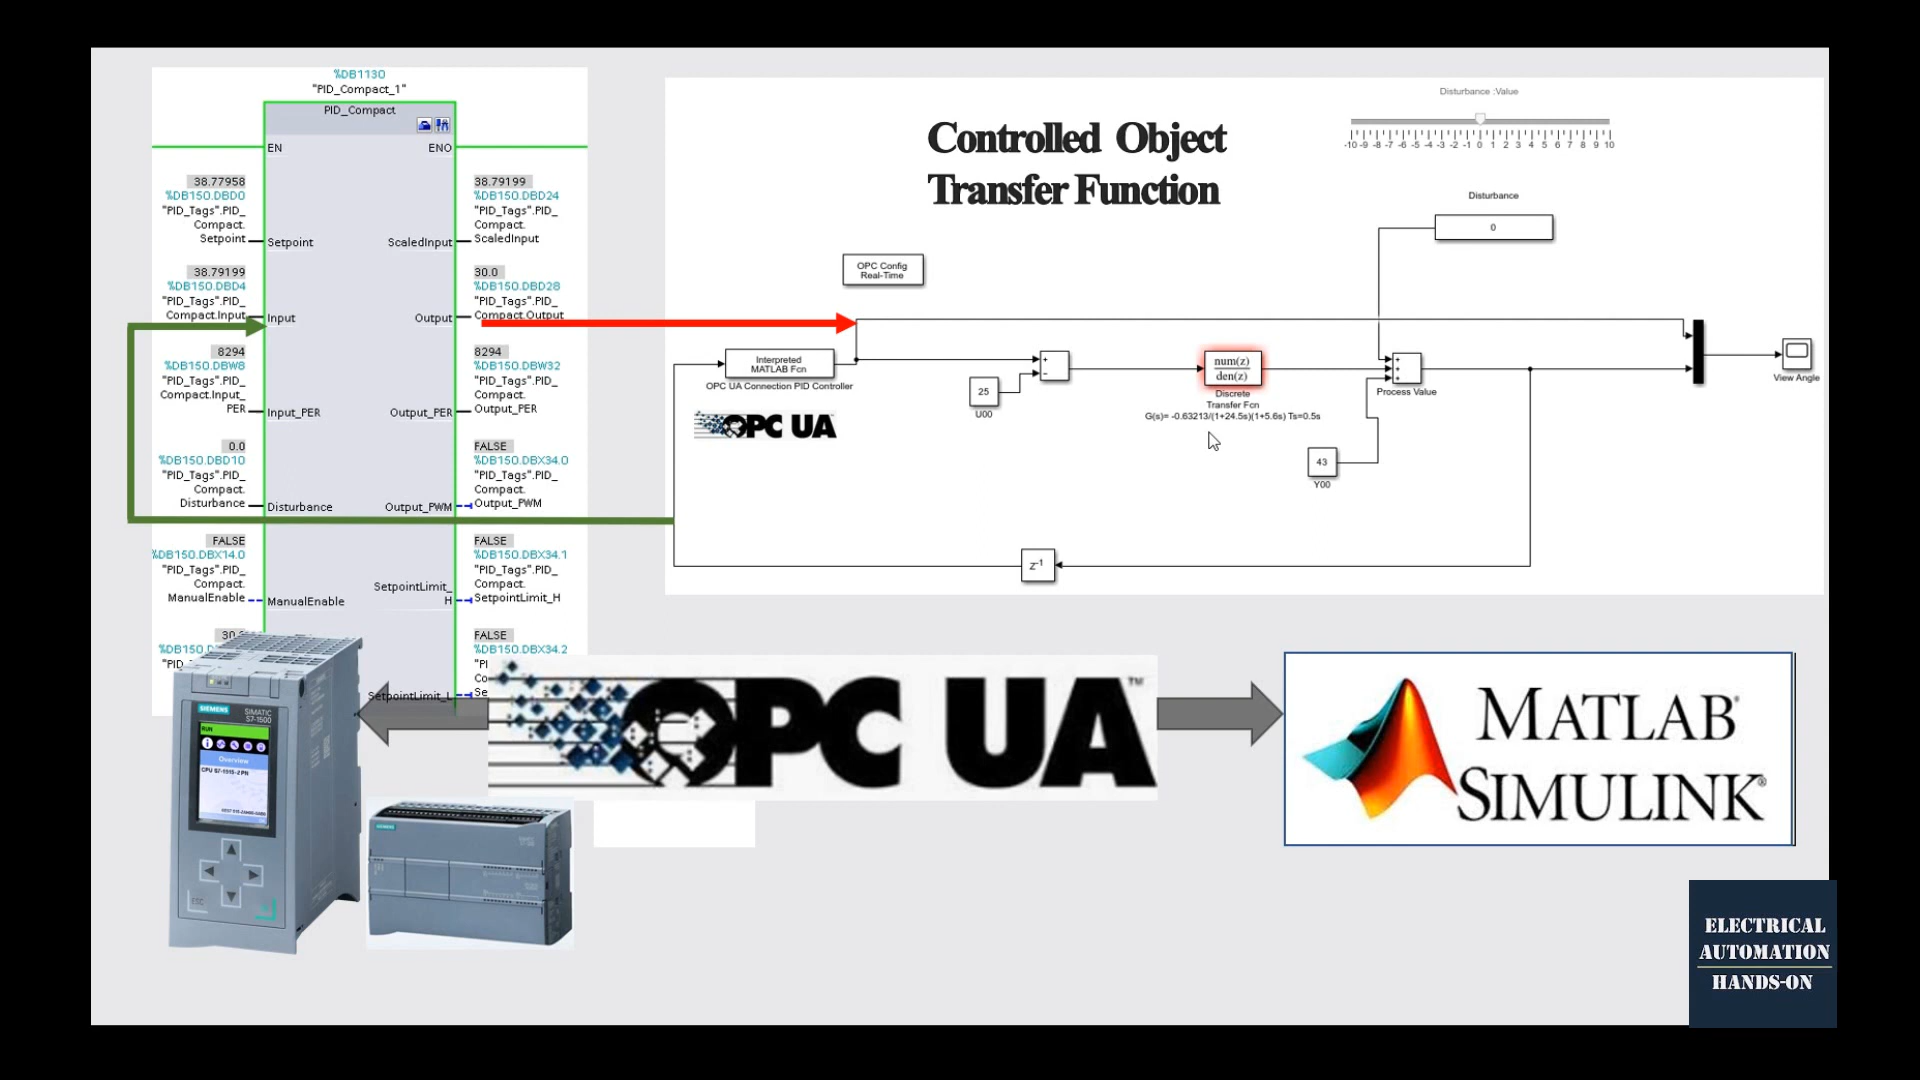 %DB1130
"PID_Compact_1"
PID_Compact
EN
ENO
38.77958
%DB150.DBD0
"PID_Tags".PID_
Compact.
Setpoint
Setpoint
38.79199
%DB150.DBD4
"PID_Tags".PID_
Compact.Input
Input
8294
%DB150.DBW8
"PID_Tags".PID_
Compact.Input_
PER
Input_PER
0.0
%DB150.DBD10
"PID_Tags".PID_
Compact.
Disturbance
Disturbance
FALSE
%DB150.DBX14.0
"PID_Tags".PID_
Compact.
ManualEnable
ManualEnable
ScaledInput
38.79199
%DB150.DBD24
"PID_Tags".PID_
Compact.
ScaledInput
Output
30.0
%DB150.DBD28
"PID_Tags".PID_
Compact.Output
Output_PER
8294
%DB150.DBW32
"PID_Tags".PID_
Compact.
Output_PER
Output_PWM
FALSE
%DB150.DBX34.0
"PID_Tags".PID_
Compact.
Output_PWM
SetpointLimit_
H
FALSE
%DB150.DBX34.1
"PID_Tags".PID_
Compact.
SetpointLimit_H
SetpointLimit_L
FALSE
%DB150.DBX34.2
Controlled Object
Transfer Function
Disturbance :Value
-10 -9 -8 -7 -6 -5 -4 -3 -2 -1 0 1 2 3 4 5 6 7 8 9 10
Disturbance
0
OPC Config
Real-Time
Interpreted
MATLAB Fcn
OPC UA Connection PID Controller
OPC UA
25
U00
num(z)
den(z)
Discrete
Transfer Fcn
G(s)= -0.63213/(1+24.5s)(1+5.6s) Ts=0.5s
Process Value
43
Y00
View Angle
z-1
OPC UA™
MATLAB®
SIMULINK®
SIEMENS
SIMATIC
S7-1500
RUN
Overview
ESC
SIEMENS
ELECTRICAL
AUTOMATION
HANDS-ON